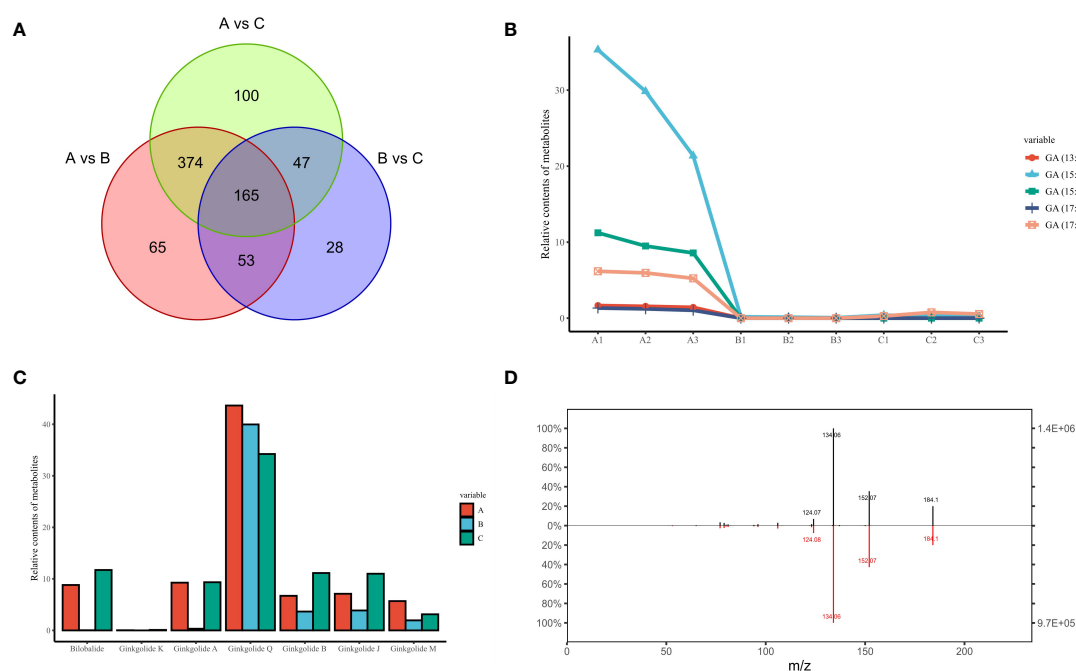 A
A vs C
100
A vs B
B vs C
374
47
165
65
28
53
B
Relative contents of metabolites
30
20
10
0
A1 A2 A3 B1 B2 B3 C1 C2 C3
variable
GA (13:
GA (15:
GA (15:
GA (17:
GA (17:
C
Relative contents of metabolites
40
30
20
10
0
Bilobalide Ginkgolide K Ginkgolide A Ginkgolide Q Ginkgolide B Ginkgolide J Ginkgolide M
variable
A
B
C
D
100%
80%
60%
40%
20%
0%
20%
40%
60%
80%
100%
1.4E+06
9.7E+05
134.06
152.07
124.07
184.1
124.08
152.07
184.1
134.06
0 50 100 150 200
m/z